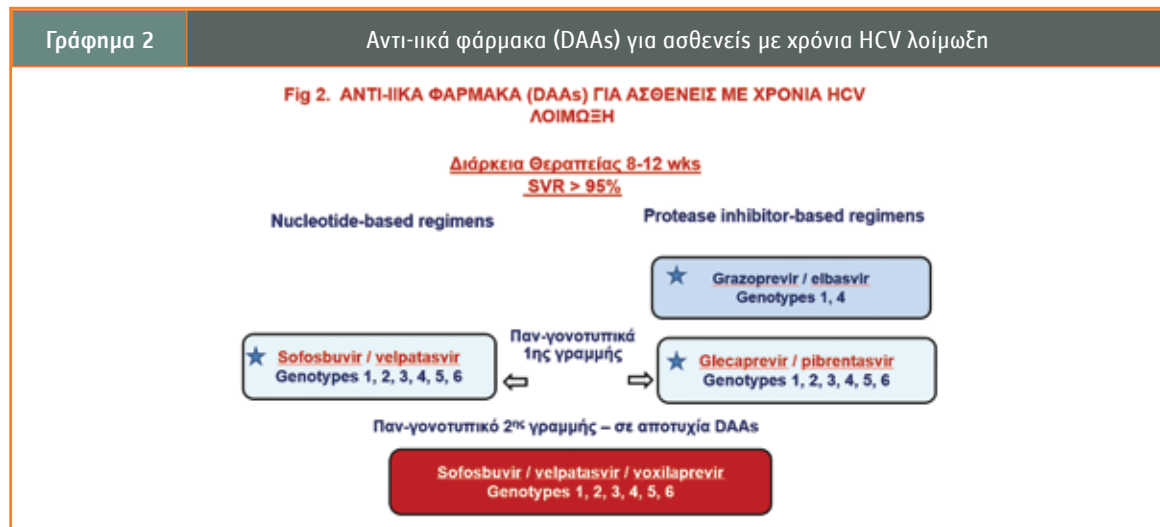 Γράφημα 2
Αντι-ιικά φάρμακα (DAAs) για ασθενείς με χρόνια HCV λοίμωξη
Fig 2. ΑΝΤΙ-ΙΙΚΑ ΦΑΡΜΑΚΑ (DAAs) ΓΙΑ ΑΣΘΕΝΕΙΣ ΜΕ ΧΡΟΝΙΑ HCV
ΛΟΙΜΩΞΗ
Διάρκεια Θεραπείας 8-12 wks
SVR > 95%
Nucleotide-based regimens
Protease inhibitor-based regimens
Grazoprevir / elbasvir
Genotypes 1, 4
Sofosbuvir / velpatasvir
Genotypes 1, 2, 3, 4, 5, 6
Παν-γονοτυπικά
1ης γραμμής
Glecaprevir / pibrentasvir
Genotypes 1, 2, 3, 4, 5, 6
Παν-γονοτυπικό 2ης γραμμής – σε αποτυχία DAAs
Sofosbuvir / velpatasvir / voxilaprevir
Genotypes 1, 2, 3, 4, 5, 6